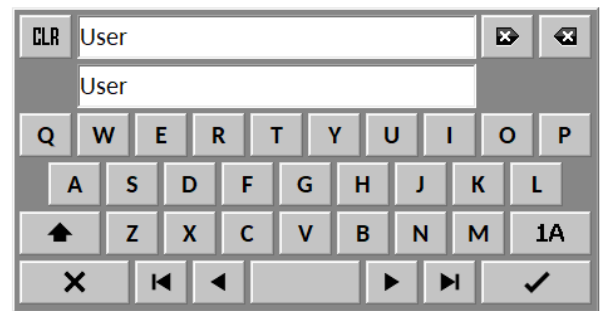 CLR User
User
Q W E R T Y U I O P
A S D F G H J K L
Z X C V B N M 1A